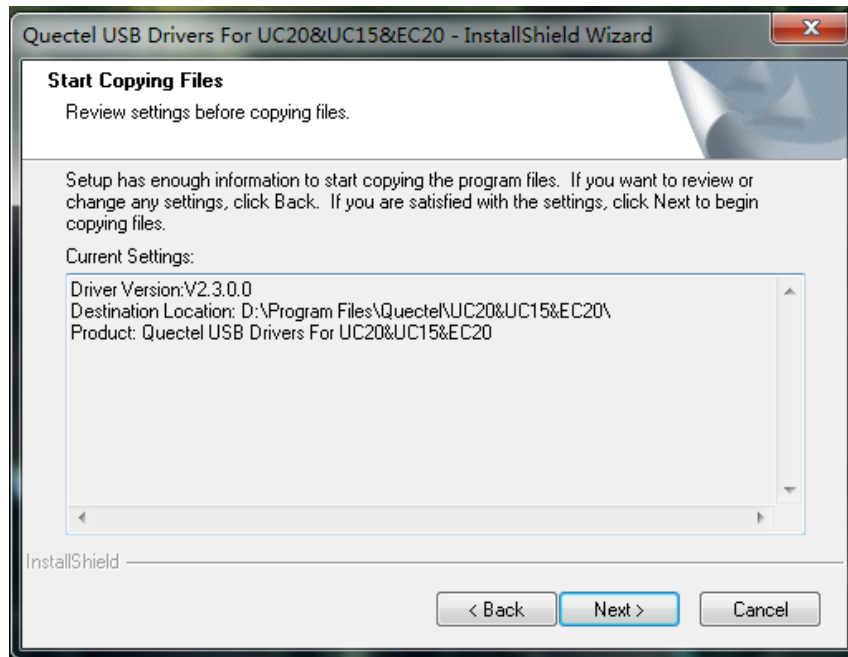 Quectel USB Drivers For UC20&UC15&EC20 - InstallShield Wizard
Start Copying Files
Review settings before copying files.
Setup has enough information to start copying the program files.  If you want to review or
change any settings, click Back.  If you are satisfied with the settings, click Next to begin
copying files.
Current Settings:
Driver Version:V2.3.0.0
Destination Location: D:\Program Files\Quectel\UC20&UC15&EC20\
Product: Quectel USB Drivers For UC20&UC15&EC20
InstallShield
< Back
Next >
Cancel